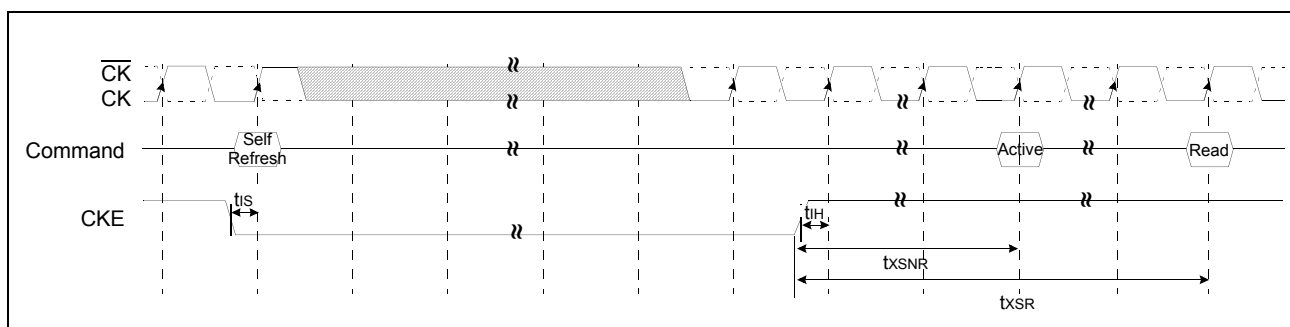 CK
CK
Command
Self
Refresh
Active
Read
CKE
tIS
tIH
tXSNR
tXSR